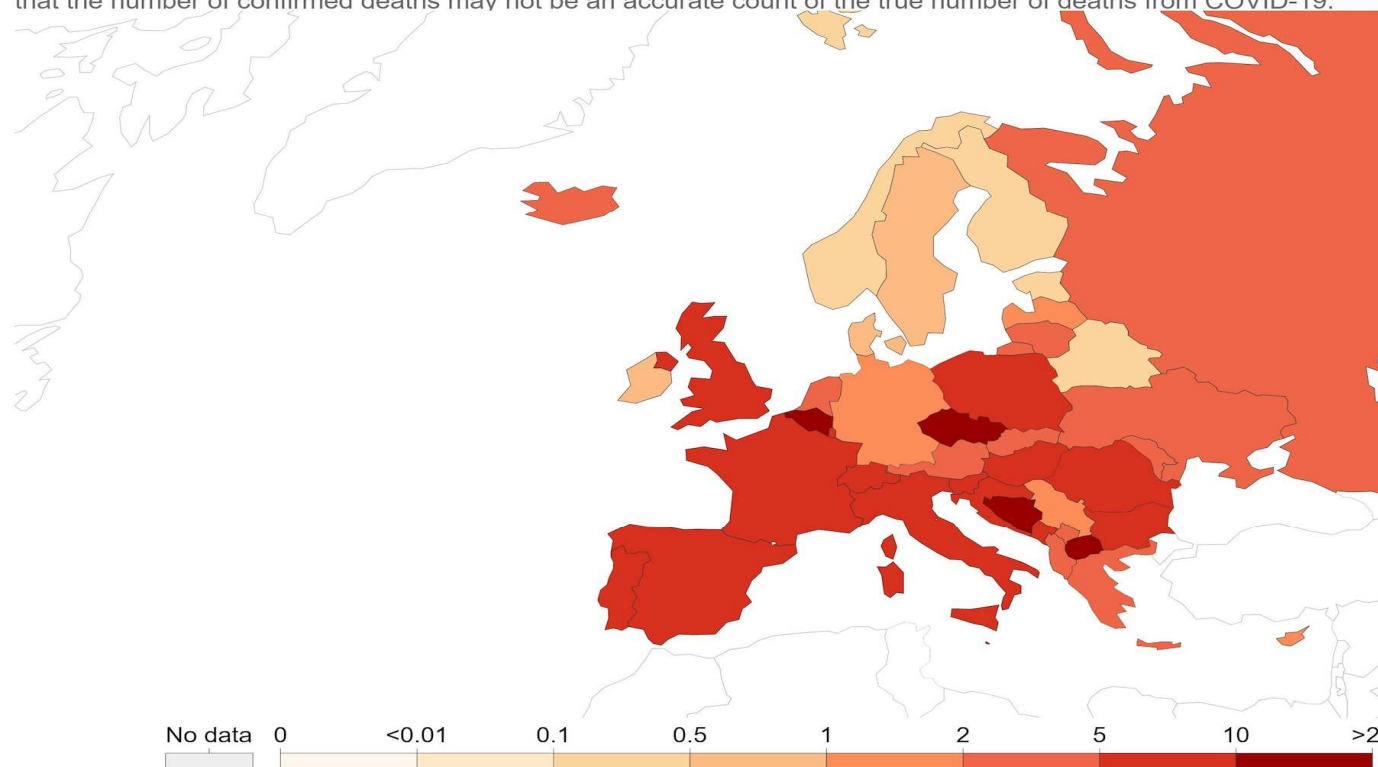 that the number of confirmed deaths may not be an accurate count of the true number of deaths from COVID-19.
No data 0 <0.01 0.1 0.5 1 2 5 10 >2